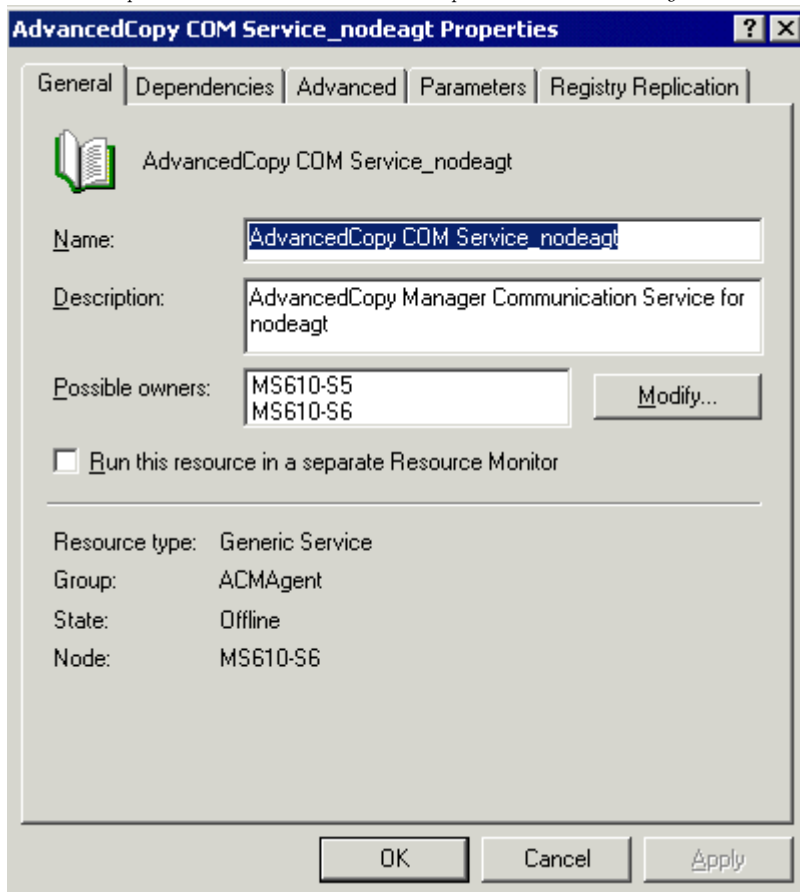 AdvancedCopy COM Service_nodeagt Properties
General Dependencies Advanced Parameters Registry Replication
AdvancedCopy COM Service_nodeagt
Name: AdvancedCopy COM Service_nodeagt
Description: AdvancedCopy Manager Communication Service for
nodeagt
Possible owners: MS610-S5
MS610-S6
Modify...
Run this resource in a separate Resource Monitor
Resource type: Generic Service
Group: ACMAgent
State: Offline
Node: MS610-S6
OK Cancel Apply